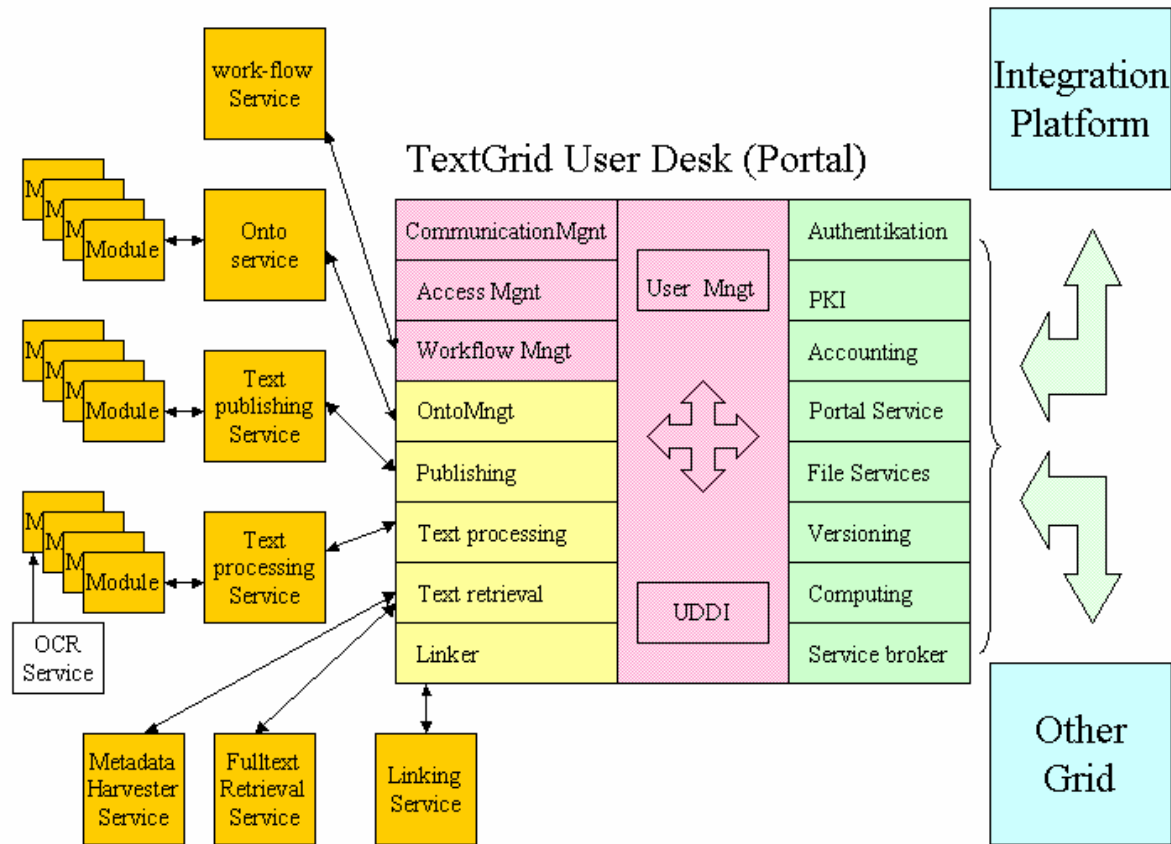 work-flow
Service
Integration
Platform
TextGrid User Desk (Portal)
M
M
M
Module
Onto
service
CommunicationMgnt
Access Mgnt
Workflow Mngt
OntoMngt
Publishing
Text processing
Text retrieval
Linker
User Mngt
UDDI
Authentikation
PKI
Accounting
Portal Service
File Services
Versioning
Computing
Service broker
M
M
M
Module
Text
publishing
Service
M
M
M
Module
Text
processing
Service
OCR
Service
Metadata
Harvester
Service
Fulltext
Retrieval
Service
Linking
Service
Other
Grid